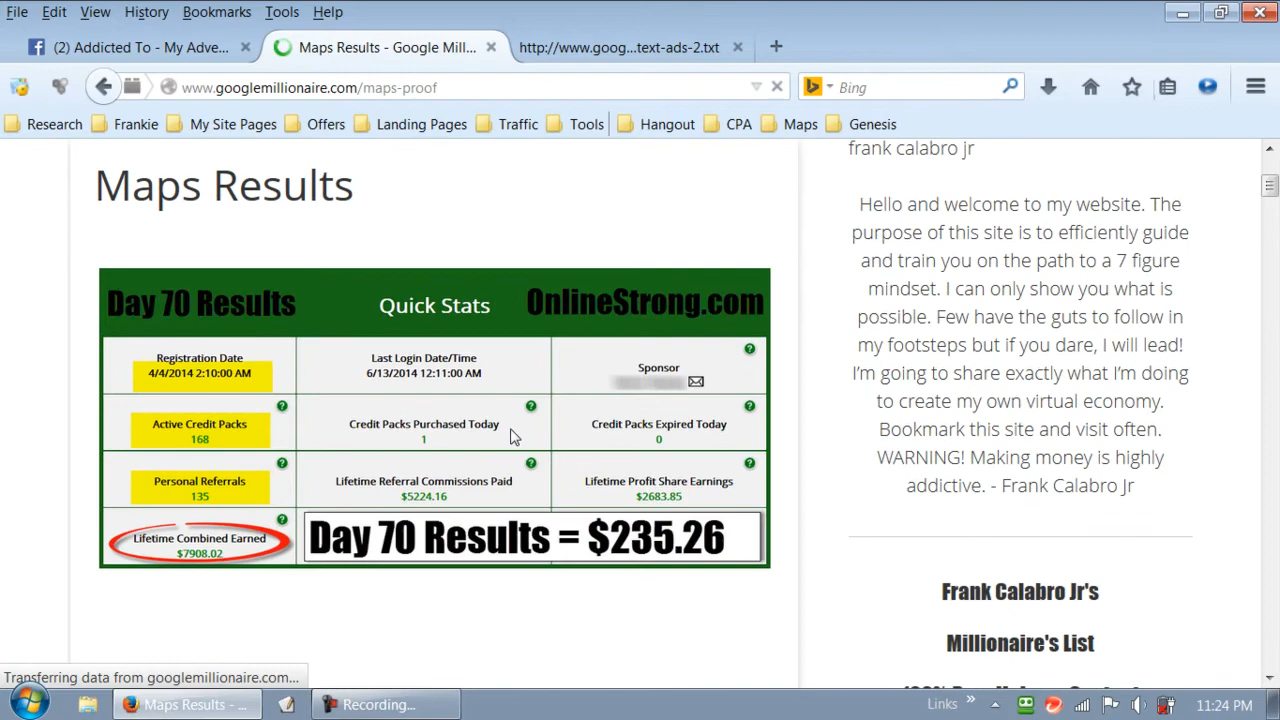 File Edit View History Bookmarks Tools Help
(2) Addicted To - My Adve...
Maps Results - Google Mill...
http://www.goog...text-ads-2.txt
www.googlemillionaire.com/maps-proof
Bing
Research Frankie My Site Pages Offers Landing Pages Traffic Tools Hangout CPA Maps Genesis
Maps Results
Day 70 Results
Quick Stats
OnlineStrong.com
Registration Date
4/4/2014 2:10:00 AM
Last Login Date/Time
6/13/2014 12:11:00 AM
Sponsor
Active Credit Packs
168
Credit Packs Purchased Today
1
Credit Packs Expired Today
0
Personal Referrals
135
Lifetime Referral Commissions Paid
$5224.16
Lifetime Profit Share Earnings
$2683.85
Lifetime Combined Earned
$7908.02
Day 70 Results = $235.26
frank calabro jr
Hello and welcome to my website. The
purpose of this site is to efficiently guide
and train you on the path to a 7 figure
mindset. I can only show you what is
possible. Few have the guts to follow in
my footsteps but if you dare, I will lead!
I'm going to share exactly what I'm doing
to create my own virtual economy.
Bookmark this site and visit often.
WARNING! Making money is highly
addictive. - Frank Calabro Jr
Frank Calabro Jr's
Millionaire's List
Transferring data from googlemillionaire.com...
Maps Results - ...
Recording...
Links
11:24 PM